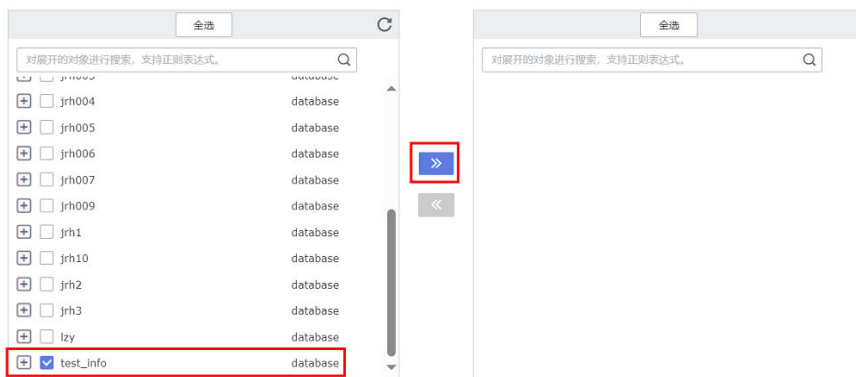 全选
对展开的对象进行搜索，支持正则表达式。
jrh004 database
jrh005 database
jrh006 database
jrh007 database
jrh009 database
jrh1 database
jrh10 database
jrh2 database
jrh3 database
lzy database
test_info database
全选
对展开的对象进行搜索，支持正则表达式。